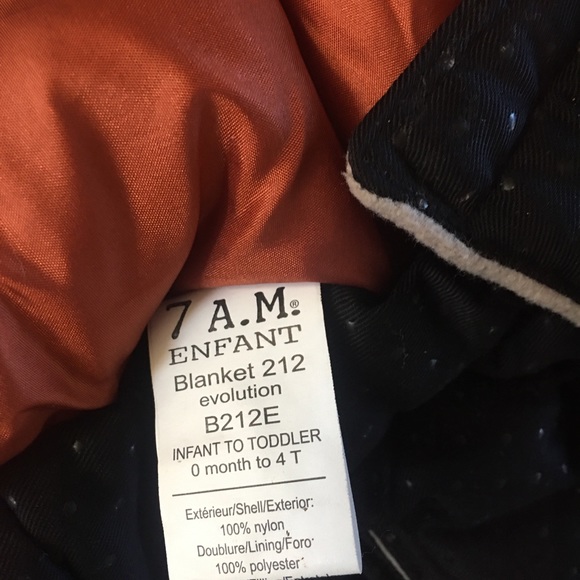 7 A.M.®
ENFANT
Blanket 212
evolution
B212E
INFANT TO TODDLER
0 month to 4 T
Extérieur/Shell/Exterior:
100% nylon
Doublure/Lining/Foro
100% polyester